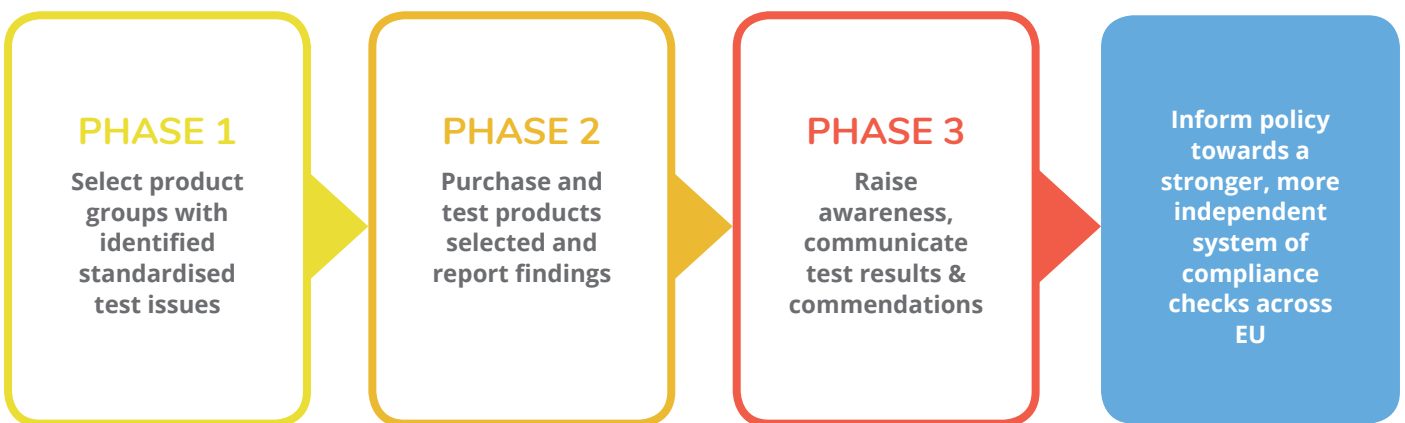 PHASE 1
Select product
groups with
identified
standardised
test issues
PHASE 2
Purchase and
test products
selected and
report findings
PHASE 3
Raise
awareness,
communicate
test results &
commendations
Inform policy
towards a
stronger, more
independent
system of
compliance
checks across
EU